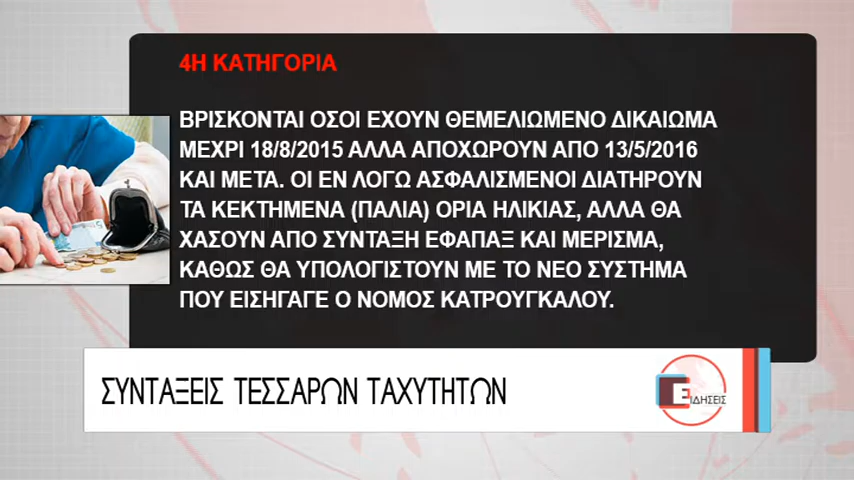 4Η ΚΑΤΗΓΟΡΙΑ
ΒΡΙΣΚΟΝΤΑΙ ΟΣΟΙ ΕΧΟΥΝ ΘΕΜΕΛΙΩΜΕΝΟ ΔΙΚΑΙΩΜΑ
ΜΕΧΡΙ 18/8/2015 ΑΛΛΑ ΑΠΟΧΩΡΟΥΝ ΑΠΟ 13/5/2016
ΚΑΙ ΜΕΤΑ. ΟΙ ΕΝ ΛΟΓΩ ΑΣΦΑΛΙΣΜΕΝΟΙ ΔΙΑΤΗΡΟΥΝ
ΤΑ ΚΕΚΤΗΜΕΝΑ (ΠΑΛΙΑ) ΟΡΙΑ ΗΛΙΚΙΑΣ, ΑΛΛΑ ΘΑ
ΧΑΣΟΥΝ ΑΠΟ ΣΥΝΤΑΞΗ ΕΦΑΠΑΞ ΚΑΙ ΜΕΡΙΣΜΑ,
ΚΑΘΩΣ ΘΑ ΥΠΟΛΟΓΙΣΤΟΥΝ ΜΕ ΤΟ ΝΕΟ ΣΥΣΤΗΜΑ
ΠΟΥ ΕΙΣΗΓΑΓΕ Ο ΝΟΜΟΣ ΚΑΤΡΟΥΓΚΑΛΟΥ.
ΣΥΝΤΑΞΕΙΣ ΤΕΣΣΑΡΩΝ ΤΑΧΥΤΗΤΩΝ
ΕΙΔΗΣΕΙΣ